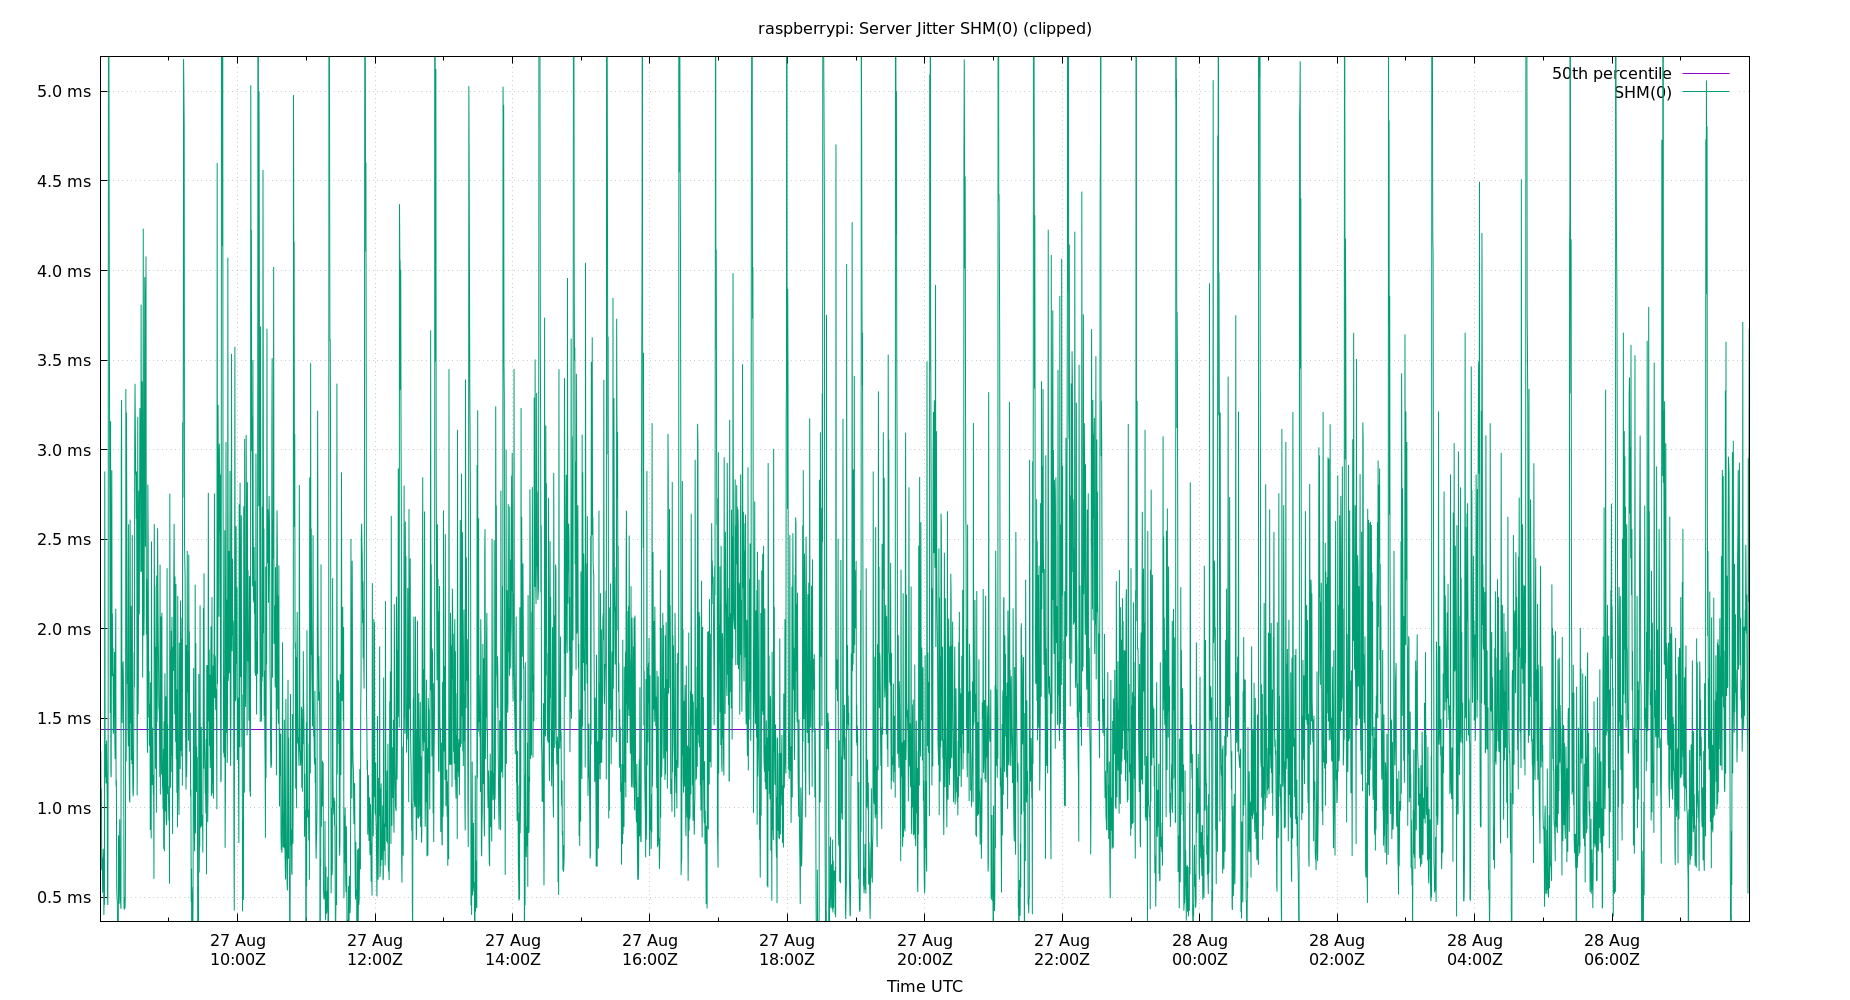 raspberrypi: Server Jitter SHM(0) (clipped)
50th percentile
SHM(0)
5.0 ms
4.5 ms
4.0 ms
3.5 ms
3.0 ms
2.5 ms
2.0 ms
1.5 ms
1.0 ms
0.5 ms
27 Aug 27 Aug 27 Aug 27 Aug 27 Aug 27 Aug 27 Aug 28 Aug 28 Aug 28 Aug 28 Aug
10:00Z 12:00Z 14:00Z 16:00Z 18:00Z 20:00Z 22:00Z 00:00Z 02:00Z 04:00Z 06:00Z
Time UTC